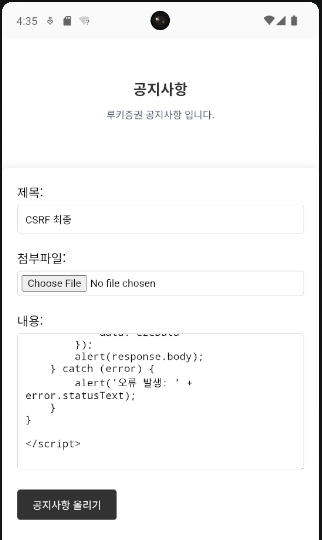 4:35
공지사항
루키증권 공지사항 입니다.
제목:
CSRF 최종
첨부파일:
Choose File No file chosen
내용:
});
alert(response.body);
} catch (error) {
alert('오류 발생: ' +
error.statusText);
}
}
</script>
공지사항 올리기